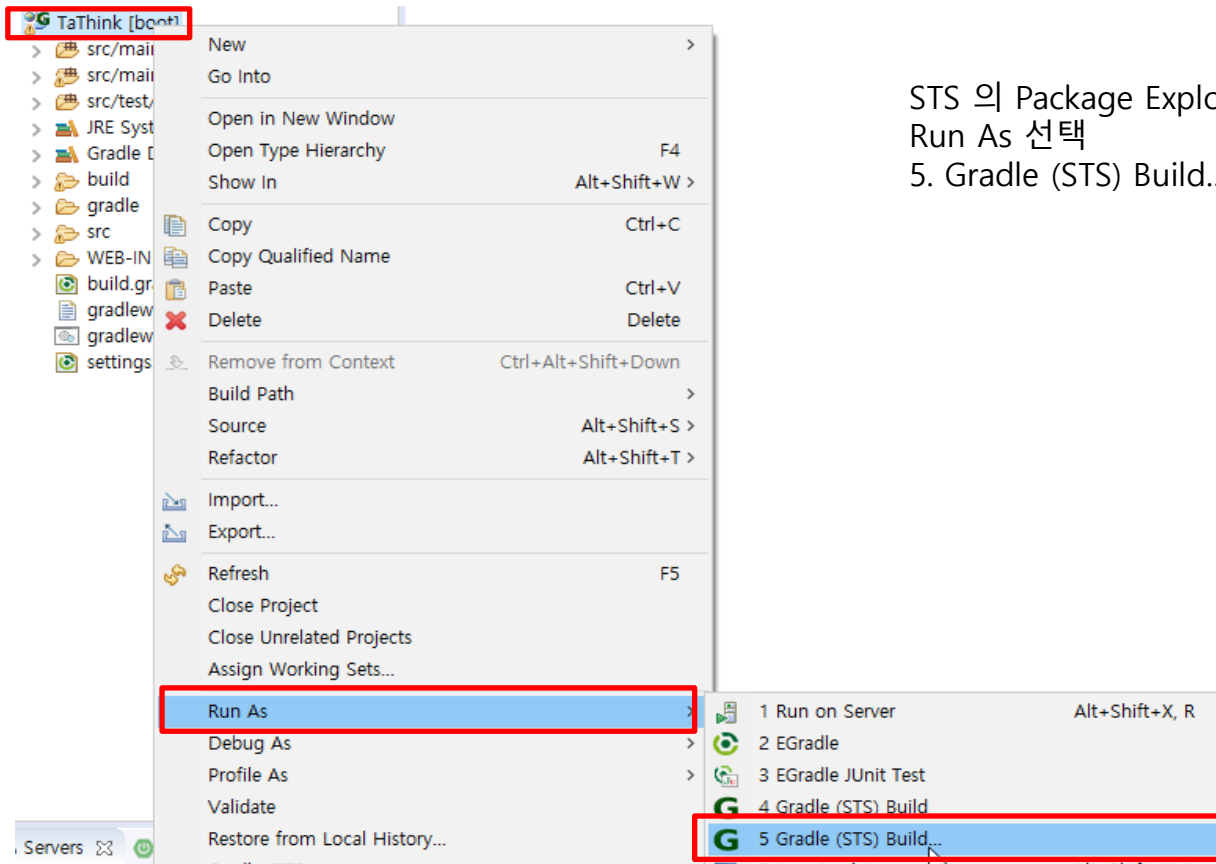 TaThink [boot]
src/mai
src/mai
src/test/
JRE Syst
Gradle D
build
gradle
src
WEB-IN
build.gr
gradlew
gradlew
settings
New
Go Into
Open in New Window
Open Type Hierarchy F4
Show In Alt+Shift+W >
Copy Ctrl+C
Copy Qualified Name
Paste Ctrl+V
Delete Delete
Remove from Context Ctrl+Alt+Shift+Down
Build Path
Source Alt+Shift+S >
Refactor Alt+Shift+T >
Import...
Export...
Refresh F5
Close Project
Close Unrelated Projects
Assign Working Sets...
Run As
Debug As
Profile As
Validate
Restore from Local History...
1 Run on Server Alt+Shift+X, R
2 EGradle
3 EGradle JUnit Test
4 Gradle (STS) Build
5 Gradle (STS) Build...
Servers
STS 의 Package Explo
Run As 선택
5. Gradle (STS) Build..